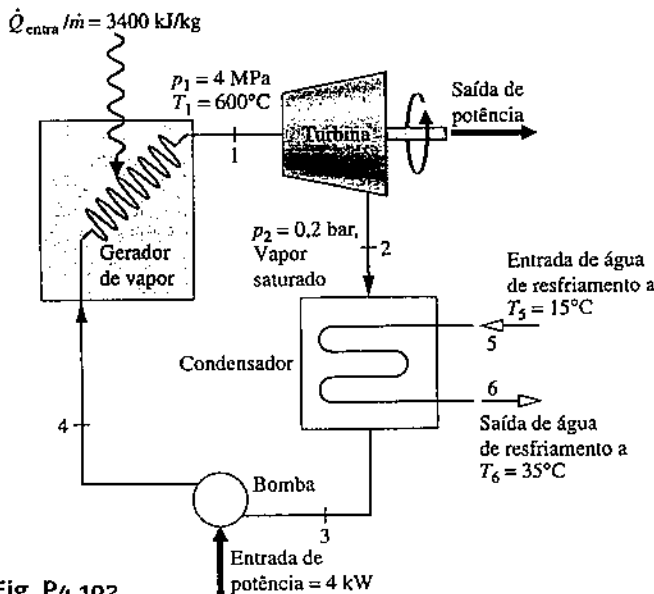 Q̇entra /ṁ = 3400 kJ/kg
p1 = 4 MPa
T1 = 600°C
Turbina
Saída de
potência
1
Gerador
de vapor
p2 = 0,2 bar,
Vapor
saturado
2
Entrada de água
de resfriamento a
T5 = 15°C
5
Condensador
6
Saída de água
de resfriamento a
T6 = 35°C
4
Bomba
3
Entrada de
potência = 4 kW
Fig. P4.102